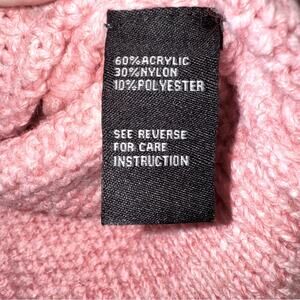 60%ACRYLIC
30%NYLON
10%POLYESTER
SEE REVERSE
FOR CARE
INSTRUCTION